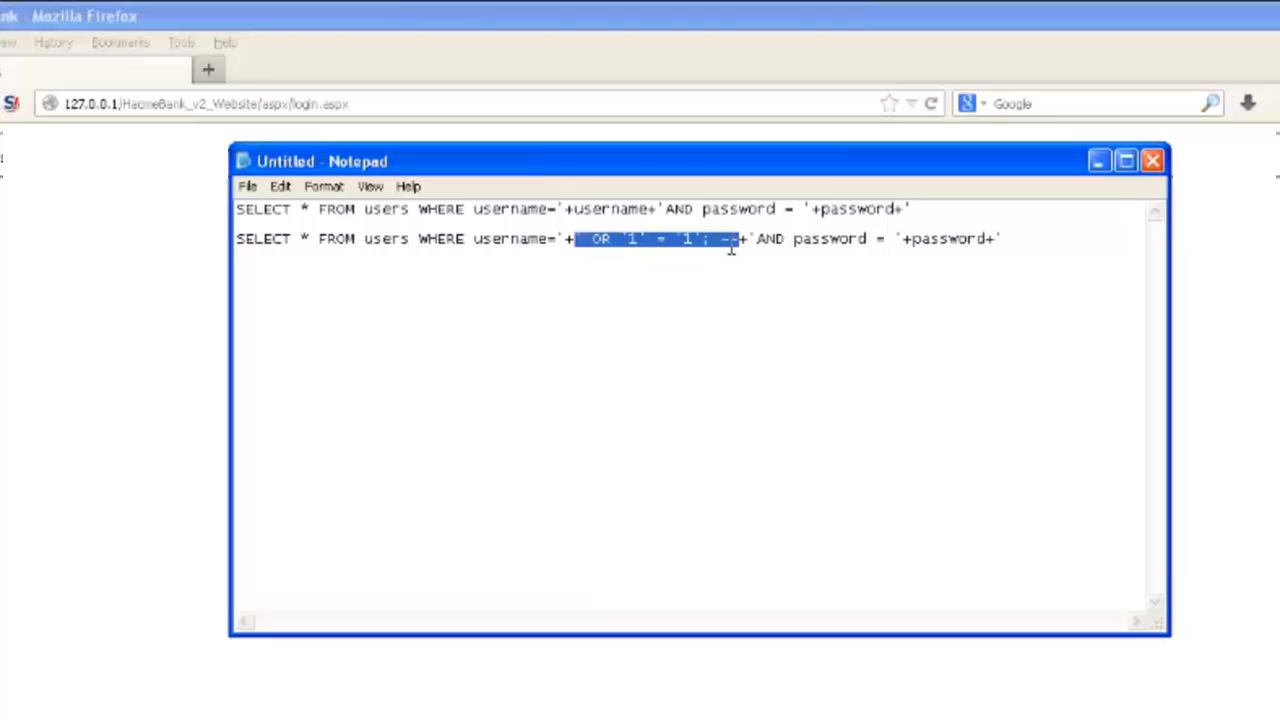 nk - Mozilla Firefox
ew History Bookmarks Tools Help
+
S 127.0.0.1/HacmeBank_v2_Website/aspx/login.aspx Google
Untitled - Notepad
File Edit Format View Help
SELECT * FROM users WHERE username='+username+'AND password = '+password+'
SELECT * FROM users WHERE username='+' OR '1' = '1'; --+'AND password = '+password+'